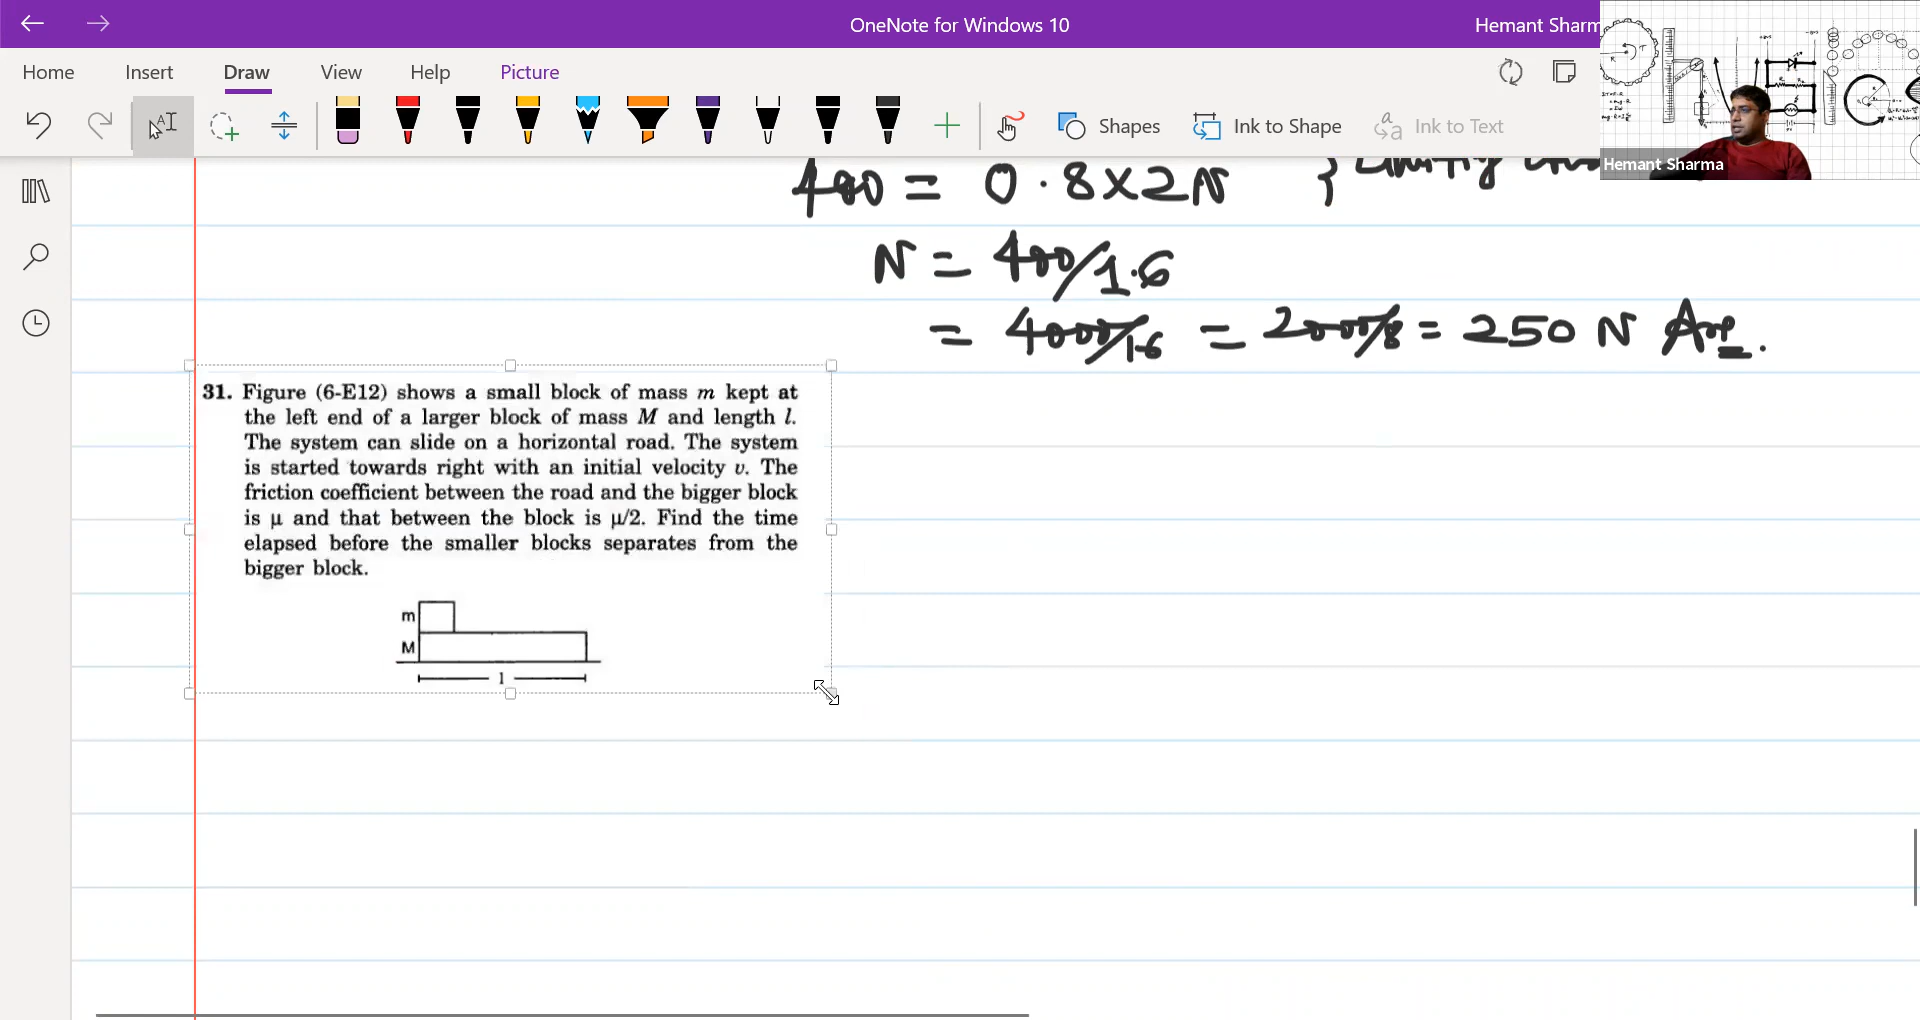 OneNote for Windows 10
Hemant Sharm
Home Insert Draw View Help Picture
Shapes Ink to Shape Ink to Text
Hemant Sharma
400 = 0.8×2N }
N = 400/1.6
= 4000/16 = 2000/8 = 250 N Ans.
31. Figure (6-E12) shows a small block of mass m kept at
the left end of a larger block of mass M and length l.
The system can slide on a horizontal road. The system
is started towards right with an initial velocity v. The
friction coefficient between the road and the bigger block
is μ and that between the block is μ/2. Find the time
elapsed before the smaller blocks separates from the
bigger block.
m
M
l